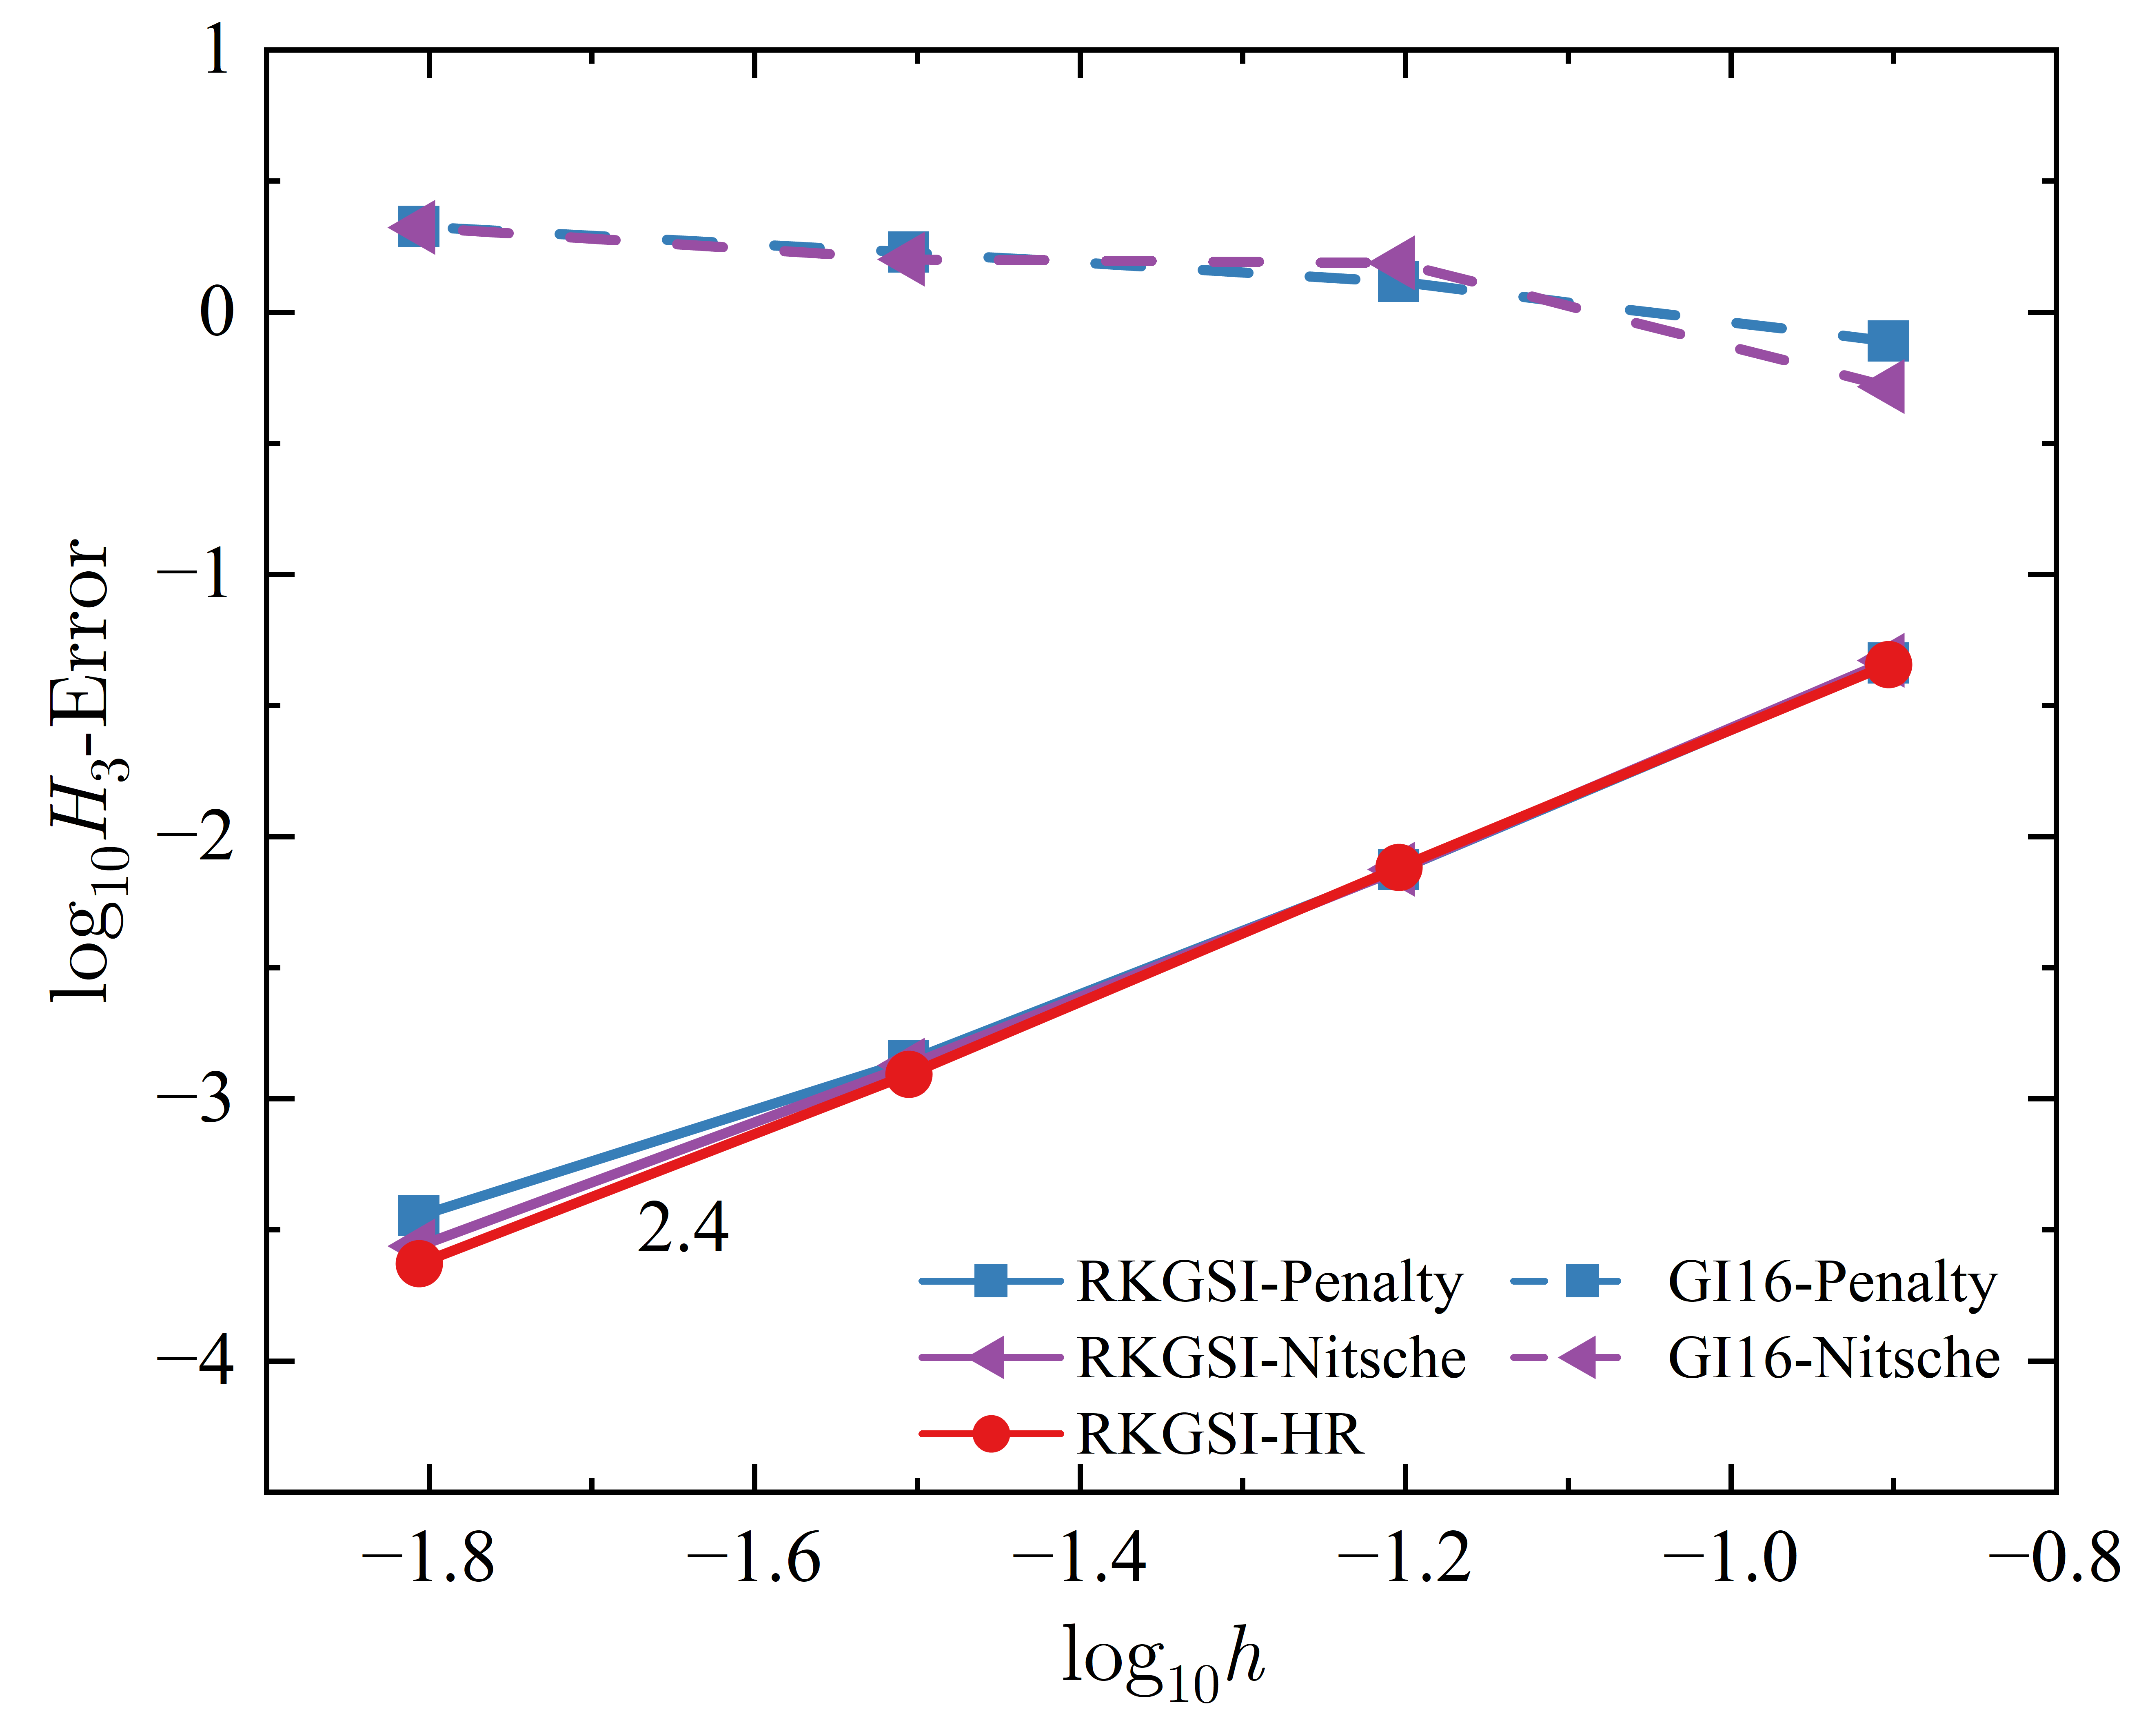 1
0
−1
−2
−3
−4
log₁₀H₃-Error
2.4
RKGSI-Penalty GI16-Penalty
RKGSI-Nitsche GI16-Nitsche
RKGSI-HR
−1.8 −1.6 −1.4 −1.2 −1.0 −0.8
log₁₀h